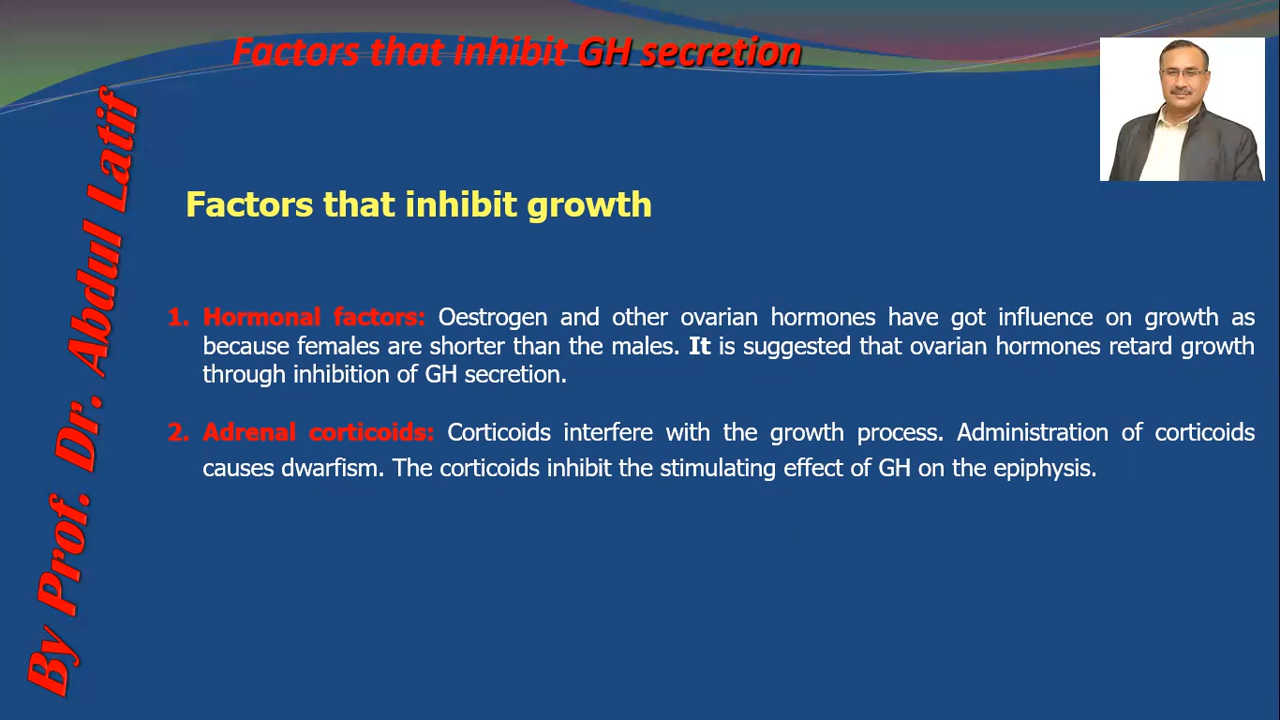 Factors that inhibit GH secretion
By Prof. Dr. Abdul Latif
Factors that inhibit growth
1. Hormonal factors: Oestrogen and other ovarian hormones have got influence on growth as
because females are shorter than the males. It is suggested that ovarian hormones retard growth
through inhibition of GH secretion.
2. Adrenal corticoids: Corticoids interfere with the growth process. Administration of corticoids
causes dwarfism. The corticoids inhibit the stimulating effect of GH on the epiphysis.